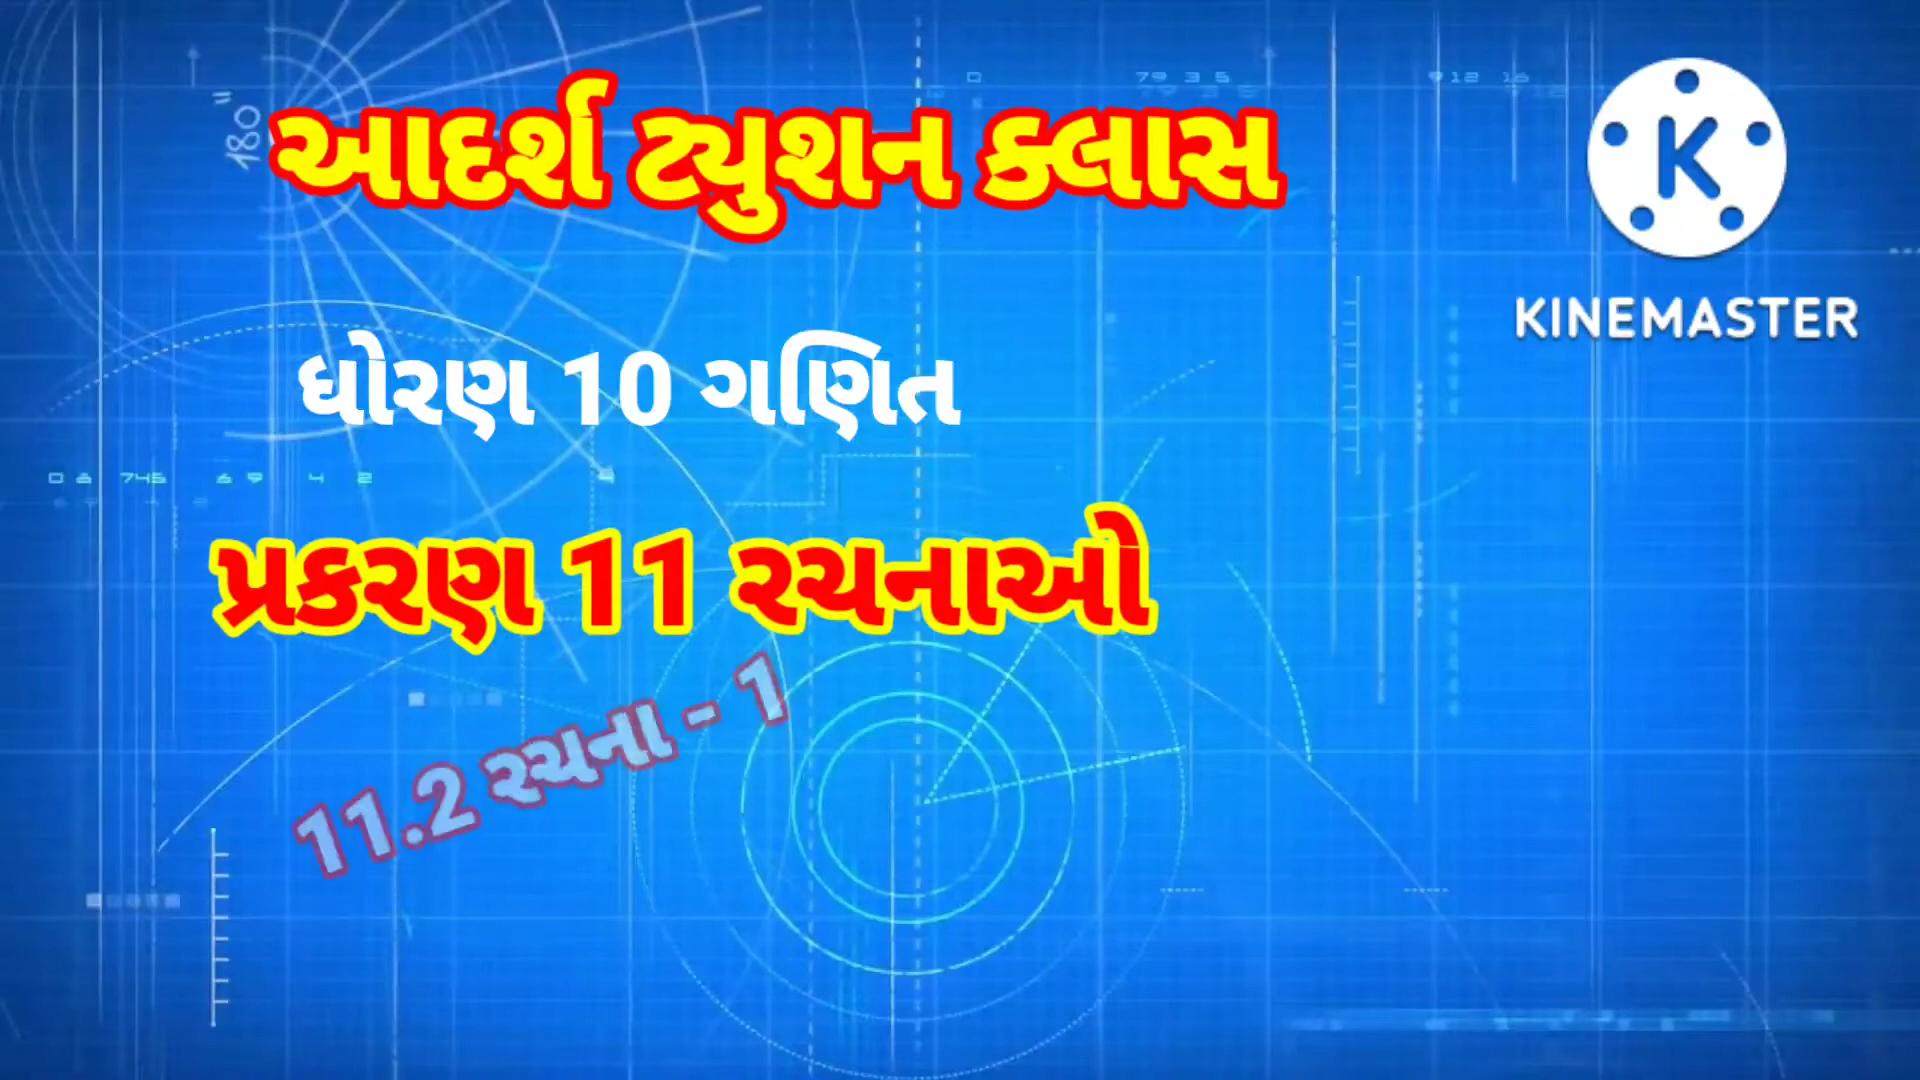 આદર્શ ટ્યુશન ક્લાસ
KINEMASTER
ધોરણ 10 ગણિત
પ્રકરણ 11 રચનાઓ
11.2 રચના - 1